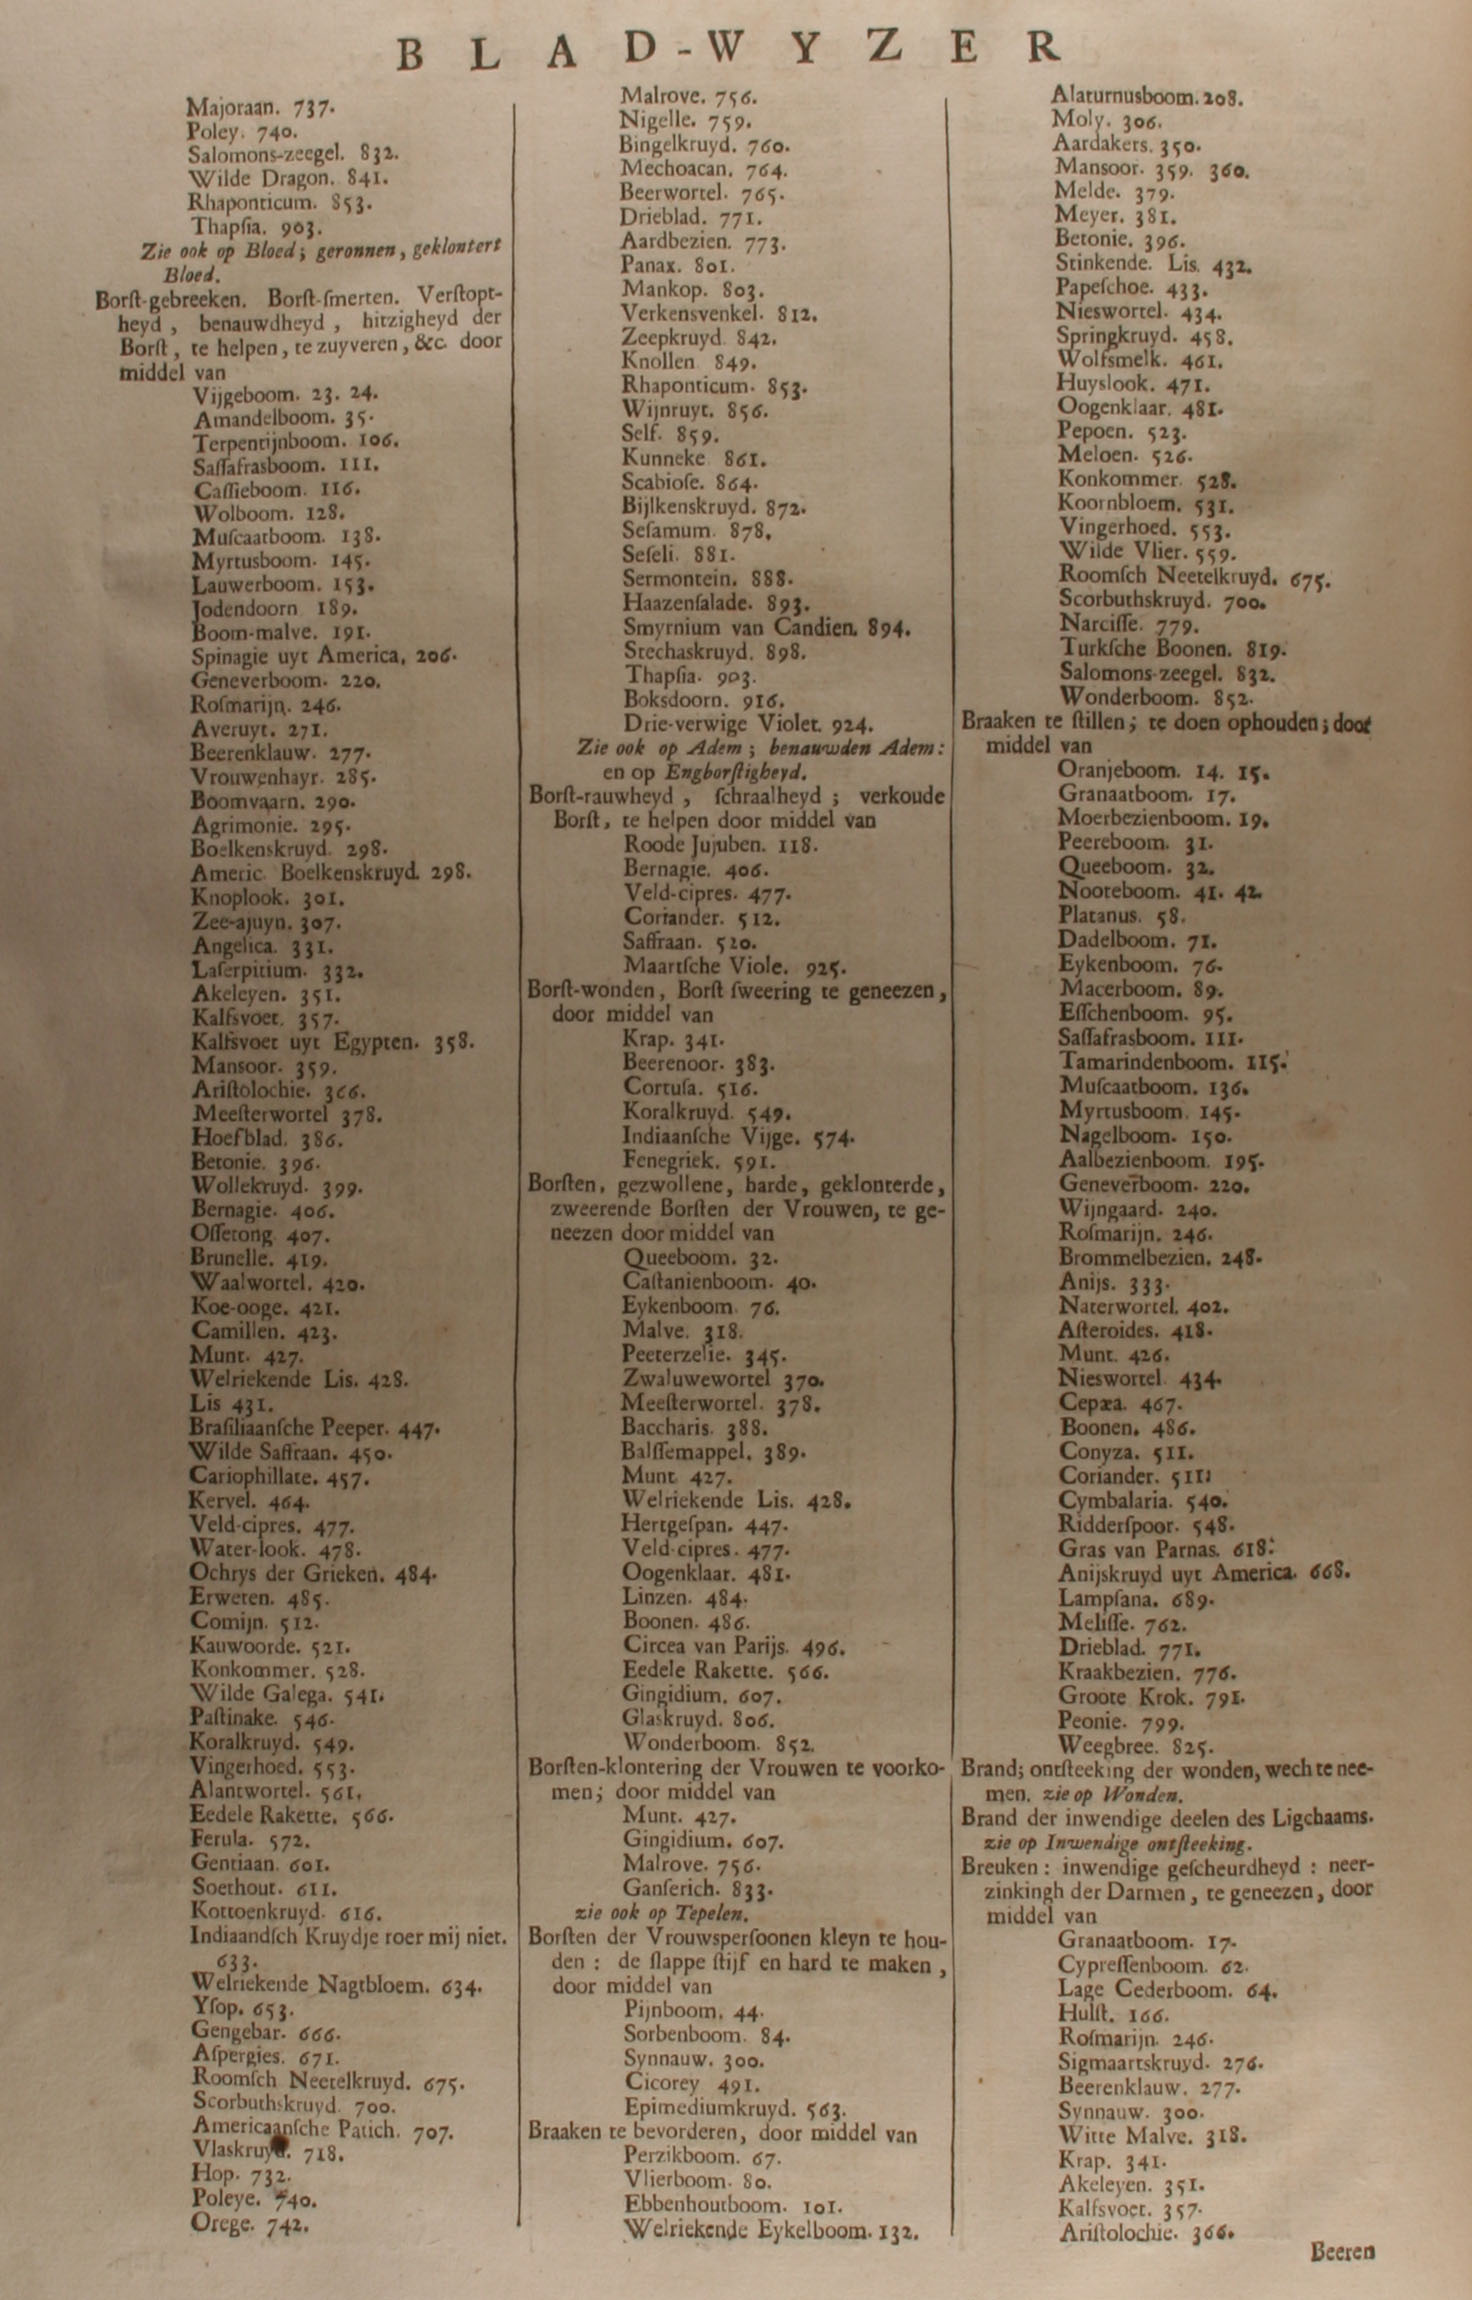 BLAD-WYZER
Majoraan. 737.
Poley. 740.
Salomons-zeegel. 832.
Wilde Dragon. 841.
Rhaponticum. 853.
Thapſia. 903.
Zie ook op Bloed; geronnen, geklontert
Bloed.
Borſt-gebreeken. Borſt-ſmerten. Verſtopt-
heyd, benauwdheyd, hitzigheyd der
Borſt, te helpen, te zuyveren, &c. door
middel van
Vijgeboom. 23. 24.
Amandelboom. 35.
Terpentijnboom. 106.
Saſſafrasboom. 111.
Caſſieboom. 116.
Wolboom. 128.
Muſcaatboom. 138.
Myrtusboom. 145.
Lauwerboom. 153.
Jodendoorn 189.
Boom-malve. 191.
Spinagie uyt America, 206.
Geneverboom. 220.
Roſmarijn. 246.
Averuyt. 271.
Beerenklauw. 277.
Vrouwenhayr. 285.
Boomvaarn. 290.
Agrimonie. 295.
Boelkenskruyd. 298.
Americ. Boelkenskruyd. 298.
Knoplook. 301.
Zee-ajuyn. 307.
Angelica. 331.
Laſerpitium. 332.
Akeleyen. 351.
Kalfsvoet. 357.
Kalfsvoet uyt Egypten. 358.
Mansoor. 359.
Ariſtolochie. 366.
Meeſterwortel 378.
Hoefblad. 386.
Betonie. 396.
Wollekruyd. 399.
Bernagie. 406.
Oſſetong. 407.
Brunelle. 419.
Waalwortel. 420.
Koe-ooge. 421.
Camillen. 423.
Munt. 427.
Welriekende Lis. 428.
Lis 431.
Braſiliaanſche Peeper. 447.
Wilde Saffraan. 450.
Cariophillate. 457.
Kervel. 464.
Veld-cipres. 477.
Water-look. 478.
Ochrys der Grieken. 484.
Erweten. 485.
Comijn. 512.
Kauwoorde. 521.
Konkommer. 528.
Wilde Galega. 541.
Paſtinake. 546.
Koralkruyd. 549.
Vingerhoed. 553.
Alantwortel. 561.
Eedele Rakette. 566.
Ferula. 572.
Gentiaan. 601.
Soethout. 611.
Kottoenkruyd. 616.
Indiaandſch Kruydje roer mij niet.
633.
Welriekende Nagtbloem. 634.
Yſop. 653.
Gengebar. 666.
Aſpergies. 671.
Roomſch Neetelkruyd. 675.
Scorbuthskruyd. 700.
Americaanſche Patich. 707.
Vlaskruyd. 718.
Hop. 732.
Poleye. 740.
Orege. 742.
Malrove. 756.
Nigelle. 759.
Bingelkruyd. 760.
Mechoacan. 764.
Beerwortel. 765.
Drieblad. 771.
Aardbezien. 773.
Panax. 801.
Mankop. 803.
Verkensvenkel. 812.
Zeepkruyd. 842.
Knollen 849.
Rhaponticum. 853.
Wijnruyt. 856.
Self. 859.
Kunneke 861.
Scabioſe. 864.
Bijlkenskruyd. 872.
Seſamum. 878.
Seſeli. 881.
Sermontein. 888.
Haazenſalade. 893.
Smyrnium van Candien. 894.
Stechaskruyd. 898.
Thapſia. 903.
Boksdoorn. 916.
Drie-verwige Violet. 924.
Zie ook op Adem; benauwden Adem:
en op Engborſtigheyd.
Borſt-rauwheyd, ſchraalheyd; verkoude
Borſt, te helpen door middel van
Roode Jujuben. 118.
Bernagie. 406.
Veld-cipres. 477.
Coriander. 512.
Saffraan. 520.
Maartſche Viole. 925.
Borſt-wonden, Borſt ſweering te geneezen,
door middel van
Krap. 341.
Beerenoor. 383.
Cortuſa. 516.
Koralkruyd. 549.
Indiaanſche Vijge. 574.
Fenegriek. 591.
Borſten, gezwollene, harde, geklonterde,
zweerende Borſten der Vrouwen, te ge-
neezen door middel van
Queeboom. 32.
Caſtanienboom. 40.
Eykenboom. 76.
Malve. 318.
Peeterzelie. 345.
Zwaluwewortel 370.
Meeſterwortel. 378.
Baccharis. 388.
Balſſemappel. 389.
Munt 427.
Welriekende Lis. 428.
Hertgeſpan. 447.
Veld-cipres. 477.
Oogenklaar. 481.
Linzen. 484.
Boonen. 486.
Circea van Parijs. 496.
Eedele Rakette. 566.
Gingidium. 607.
Glaskruyd. 806.
Wonderboom. 852.
Borſten-klontering der Vrouwen te voorko-
men; door middel van
Munt. 427.
Gingidium. 607.
Malrove. 756.
Ganſerich. 833.
zie ook op Tepelen.
Borſten der Vrouwsperſoonen kleyn te hou-
den: de ſlappe ſtijf en hard te maken,
door middel van
Pijnboom. 44.
Sorbenboom. 84.
Synnauw. 300.
Cicorey 491.
Epimediumkruyd. 563.
Braaken te bevorderen, door middel van
Perzikboom. 67.
Vlierboom. 80.
Ebbenhoutboom. 101.
Welriekende Eykelboom. 132.
Alaturnusboom. 208.
Moly. 306.
Aardakers. 350.
Mansoor. 359. 360.
Melde. 379.
Meyer. 381.
Betonie. 396.
Stinkende. Lis. 432.
Papeſchoe. 433.
Nieswortel. 434.
Springkruyd. 458.
Wolfsmelk. 461.
Huyslook. 471.
Oogenklaar. 481.
Pepoen. 523.
Meloen. 526.
Konkommer. 528.
Koornbloem. 531.
Vingerhoed. 553.
Wilde Vlier. 559.
Roomſch Neetelkruyd. 675.
Scorbuthskruyd. 700.
Narciſſe. 779.
Turkſche Boonen. 819.
Salomons-zeegel. 832.
Wonderboom. 852.
Braaken te ſtillen; te doen ophouden; door
middel van
Oranjeboom. 14. 15.
Granaatboom. 17.
Moerbezienboom. 19.
Peereboom. 31.
Queeboom. 32.
Nooteboom. 41. 42.
Platanus. 58.
Dadelboom. 71.
Eykenboom. 76.
Macerboom. 89.
Eſſchenboom. 95.
Saſſafrasboom. 111.
Tamarindenboom. 115.
Muſcaatboom. 136.
Myrtusboom. 145.
Nagelboom. 150.
Aalbezienboom. 195.
Geneverboom. 220.
Wijngaard. 240.
Roſmarijn. 246.
Brommelbezien. 248.
Anijs. 333.
Naterwortel. 402.
Aſteroides. 418.
Munt. 426.
Nieswortel. 434.
Cepæa. 467.
Boonen. 486.
Conyza. 511.
Coriander. 511.
Cymbalaria. 540.
Ridderſpoor. 548.
Gras van Parnas. 618.
Anijskruyd uyt America. 668.
Lampſana. 689.
Meliſſe. 762.
Drieblad. 771.
Kraakbezien. 776.
Groote Krok. 791.
Peonie. 799.
Weegbree. 825.
Brand; ontſteeking der wonden, wech te nee-
men. zie op Wonden.
Brand der inwendige deelen des Ligchaams.
zie op Inwendige ontſteeking.
Breuken: inwendige geſcheurdheyd: neer-
zinkingh der Darmen, te geneezen, door
middel van
Granaatboom. 17.
Cypreſſenboom. 62.
Lage Cederboom. 64.
Hulſt. 166.
Roſmarijn. 246.
Sigmaartskruyd. 276.
Beerenklauw. 277.
Synnauw. 300.
Witte Malve. 318.
Krap. 341.
Akeleyen. 351.
Kalfsvoet. 357.
Ariſtolochie. 366.
Beeren